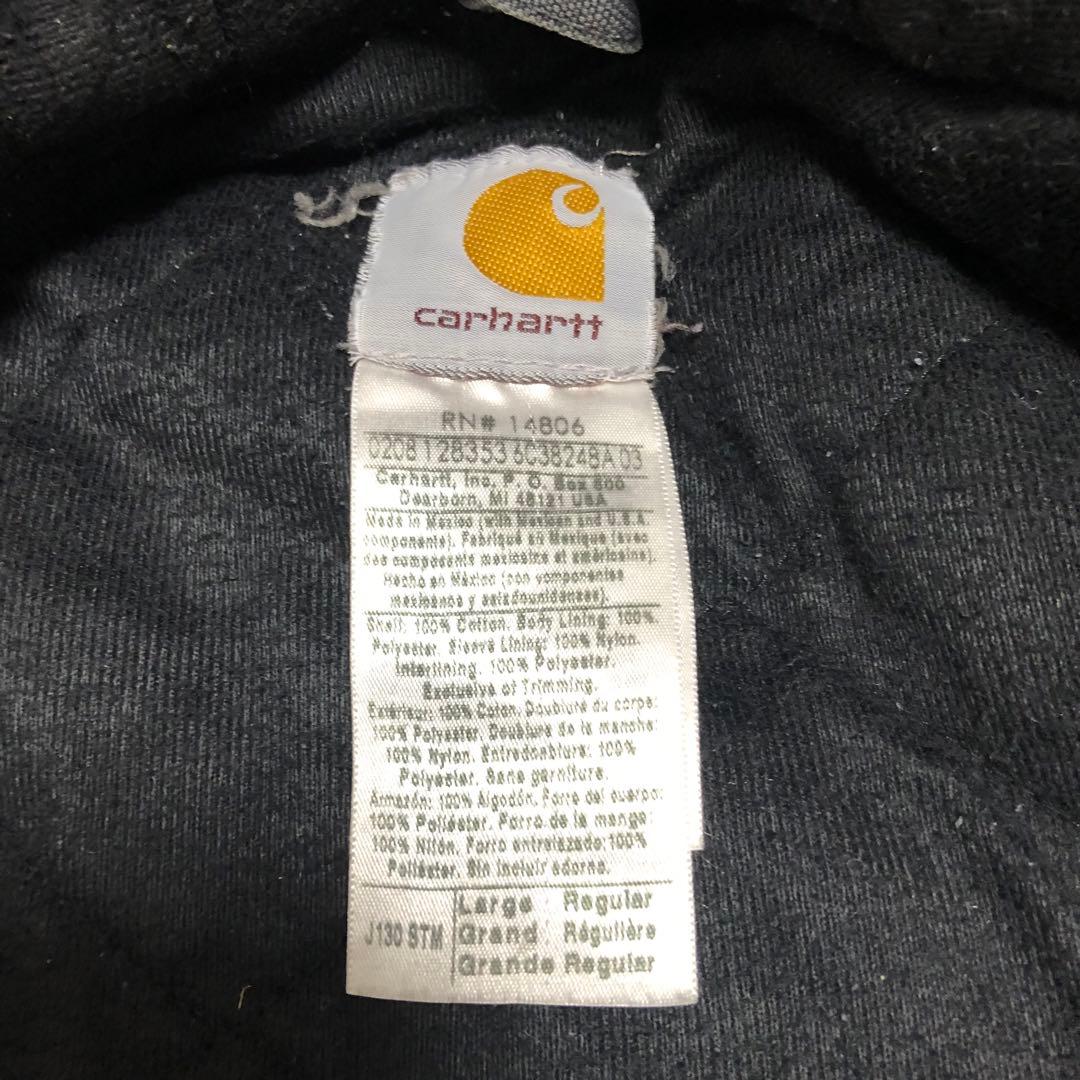 carhartt
RN# 14806
0208 12B353 6C38248A 03
Carhartt, Inc, P. O. Box 600
Dearborn, MI 48121 USA
Made in Mexico (with Mexican and U.S.A
components). Fabriqué au Mexique (avec
des composants mexicains et américains).
Hecho en México (con componentes
mexicanos y estadounidenses).
Shell: 100% Cotton. Body Lining: 100%
Polyester. Sleeve Lining: 100% Nylon.
Interlining. 100% Polyester.
Exclusive of Trimming.
Extérieur: 100% Coton. Doublure du corps:
100% Polyester. Doublure de la manche:
100% Nylon. Entredoublure: 100%
Polyester. Sans garniture.
Armazón: 100% Algodón. Forro del cuerpo:
100% Poliéster. Forro de la manga:
100% Nilón. Forro entrelazado: 100%
Poliéster. Sin incluir adorno.
J130 STM
Large Regular
Grand Régulière
Grande Regular